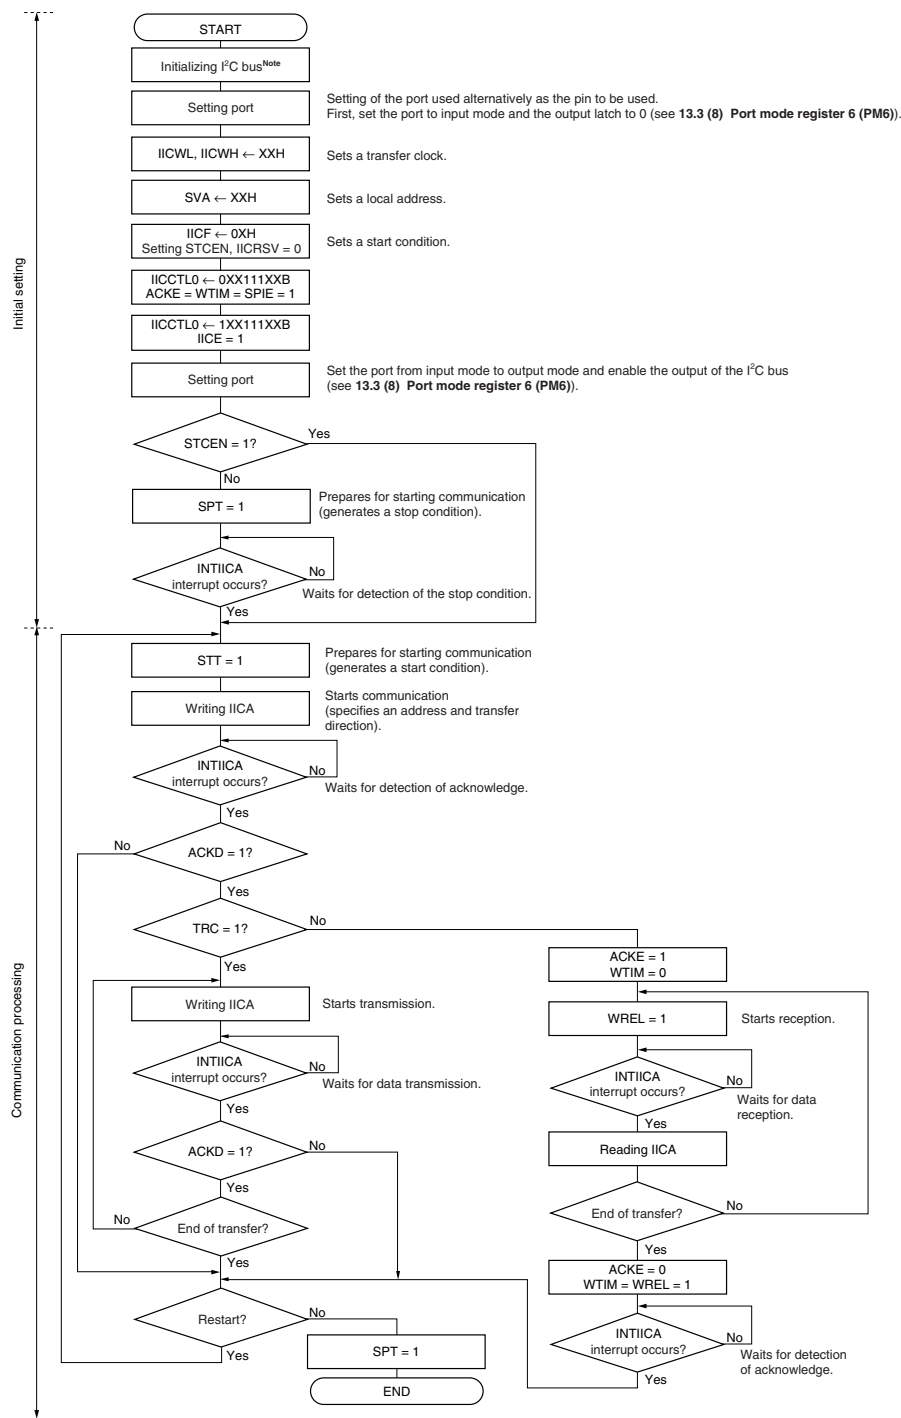 START
Initializing I²C bus^Note
Setting port
Setting of the port used alternatively as the pin to be used.
First, set the port to input mode and the output latch to 0 (see 13.3 (8) Port mode register 6 (PM6)).
IICWL, IICWH ← XXH
Sets a transfer clock.
SVA ← XXH
Sets a local address.
IICF ← 0XH
Setting STCEN, IICRSV = 0
Sets a start condition.
IICCTL0 ← 0XX111XXB
ACKE = WTIM = SPIE = 1
IICCTL0 ← 1XX111XXB
IICE = 1
Setting port
Set the port from input mode to output mode and enable the output of the I²C bus
(see 13.3 (8) Port mode register 6 (PM6)).
Initial setting
STCEN = 1?
Yes
No
SPT = 1
Prepares for starting communication
(generates a stop condition).
INTIICA
interrupt occurs?
No
Waits for detection of the stop condition.
Yes
STT = 1
Prepares for starting communication
(generates a start condition).
Writing IICA
Starts communication
(specifies an address and transfer
direction).
INTIICA
interrupt occurs?
No
Waits for detection of acknowledge.
Yes
No
ACKD = 1?
Yes
TRC = 1?
No
Yes
Communication processing
Writing IICA
Starts transmission.
INTIICA
interrupt occurs?
No
Waits for data transmission.
Yes
ACKD = 1?
No
Yes
No
End of transfer?
Yes
ACKE = 1
WTIM = 0
WREL = 1
Starts reception.
INTIICA
interrupt occurs?
No
Waits for data
reception.
Yes
Reading IICA
End of transfer?
No
Yes
ACKE = 0
WTIM = WREL = 1
INTIICA
interrupt occurs?
No
Waits for detection
of acknowledge.
Yes
Restart?
No
Yes
SPT = 1
END